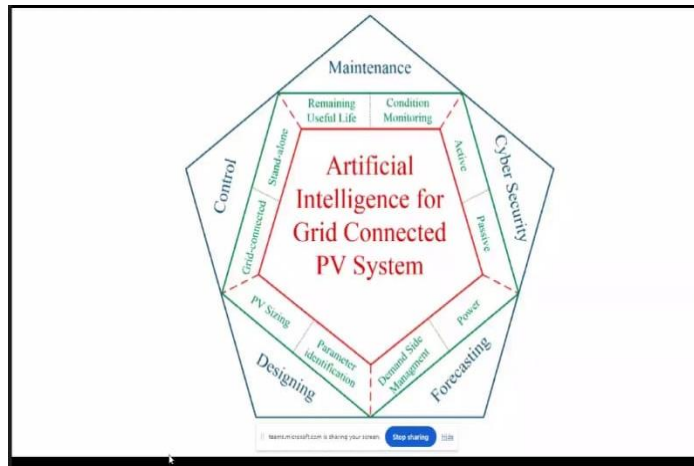 Maintenance
Remaining
Useful Life
Condition
Monitoring
Control
Stand-alone
Grid-connected
Active
Passive
Cyber Security
Artificial
Intelligence for
Grid Connected
PV System
PV Sizing
Parameter
identification
Designing
Demand Side
Managment
Power
Forecasting
teams.microsoft.com is sharing your screen.
Stop sharing
Hide